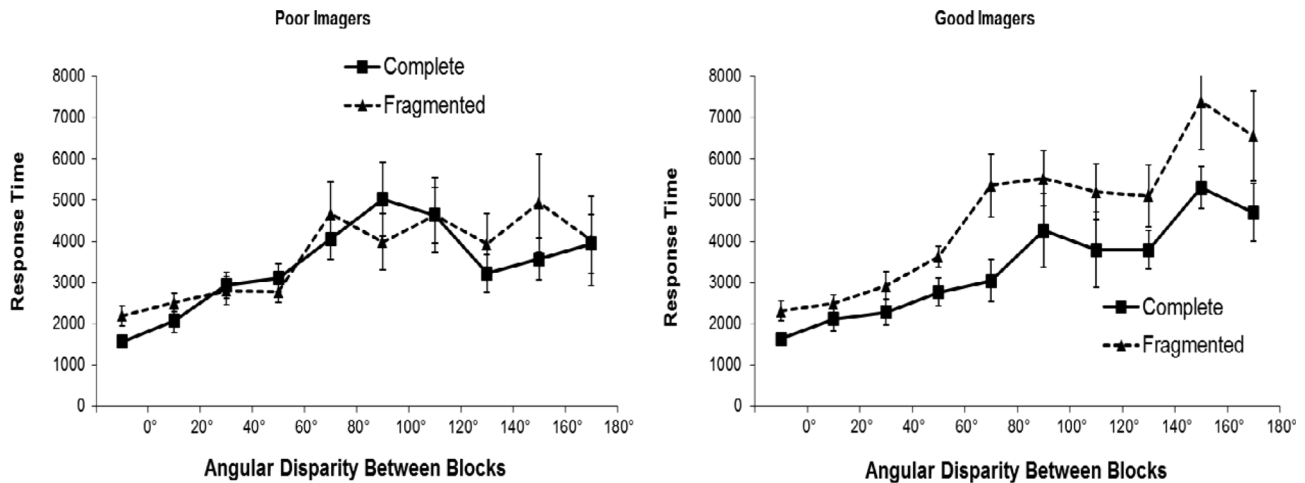 Poor Imagers
Complete
Fragmented
8000
7000
6000
5000
4000
3000
2000
1000
0
Response Time
0° 20° 40° 60° 80° 100° 120° 140° 160° 180°
Angular Disparity Between Blocks
Good Imagers
8000
7000
6000
5000
4000
3000
2000
1000
0
Response Time
Complete
Fragmented
0° 20° 40° 60° 80° 100° 120° 140° 160° 180°
Angular Disparity Between Blocks